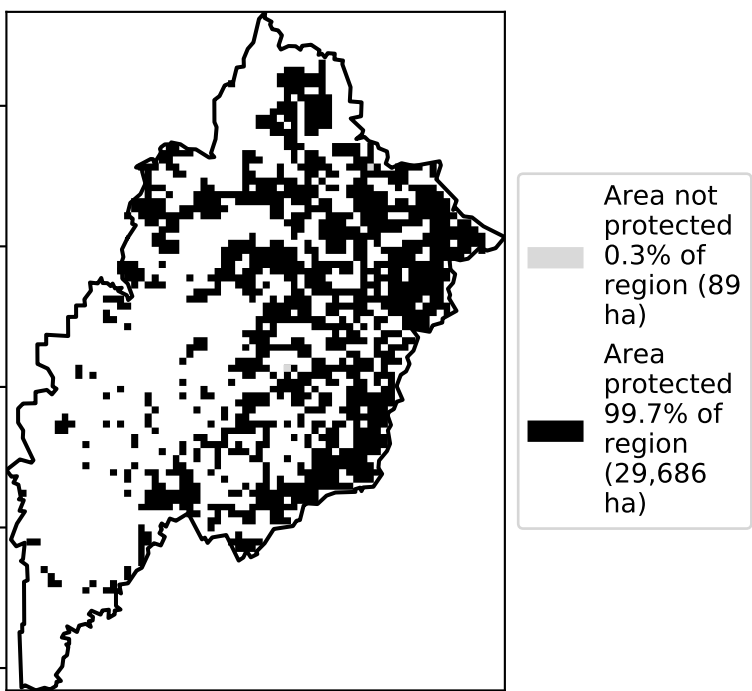 Area not
protected
0.3% of
region (89
ha)
Area
protected
99.7% of
region
(29,686
ha)